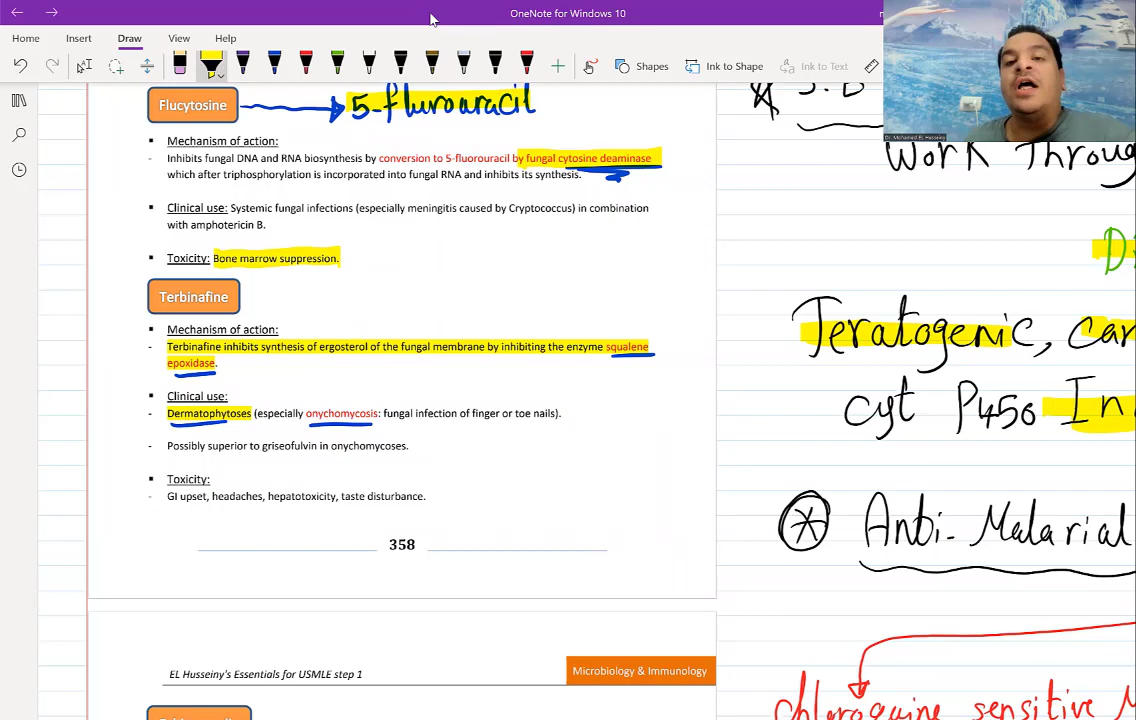 OneNote for Windows 10
Home Insert Draw View Help
Shapes Ink to Shape Ink to Text
Dr. Mohamed EL Husseiny
Flucytosine 5-flurouracil
Mechanism of action:
Inhibits fungal DNA and RNA biosynthesis by conversion to 5-fluorouracil by fungal cytosine deaminase
which after triphosphorylation is incorporated into fungal RNA and inhibits its synthesis.
Clinical use: Systemic fungal infections (especially meningitis caused by Cryptococcus) in combination
with amphotericin B.
Toxicity: Bone marrow suppression.
Terbinafine
Mechanism of action:
- Terbinafine inhibits synthesis of ergosterol of the fungal membrane by inhibiting the enzyme squalene
epoxidase.
Clinical use:
- Dermatophytoses (especially onychomycosis: fungal infection of finger or toe nails).
- Possibly superior to griseofulvin in onychomycoses.
Toxicity:
- GI upset, headaches, hepatotoxicity, taste disturbance.
358
EL Husseiny's Essentials for USMLE step 1
Microbiology & Immunology
Work Throug
Teratogenic, car
cyt P450 In
Anti-Malarial
chloroquine sensitive M